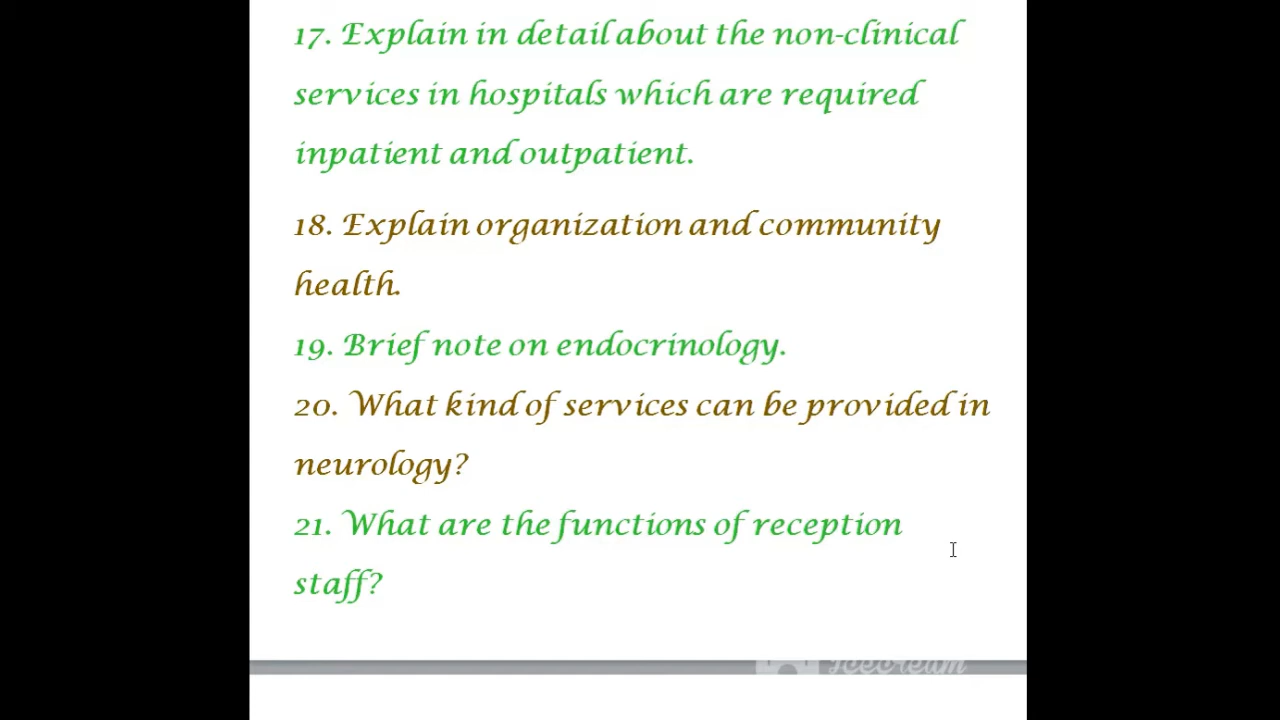 17. Explain in detail about the non-clinical
services in hospitals which are required
inpatient and outpatient.
18. Explain organization and community
health.
19. Brief note on endocrinology.
20. What kind of services can be provided in
neurology?
21. What are the functions of reception
staff?
Icecream